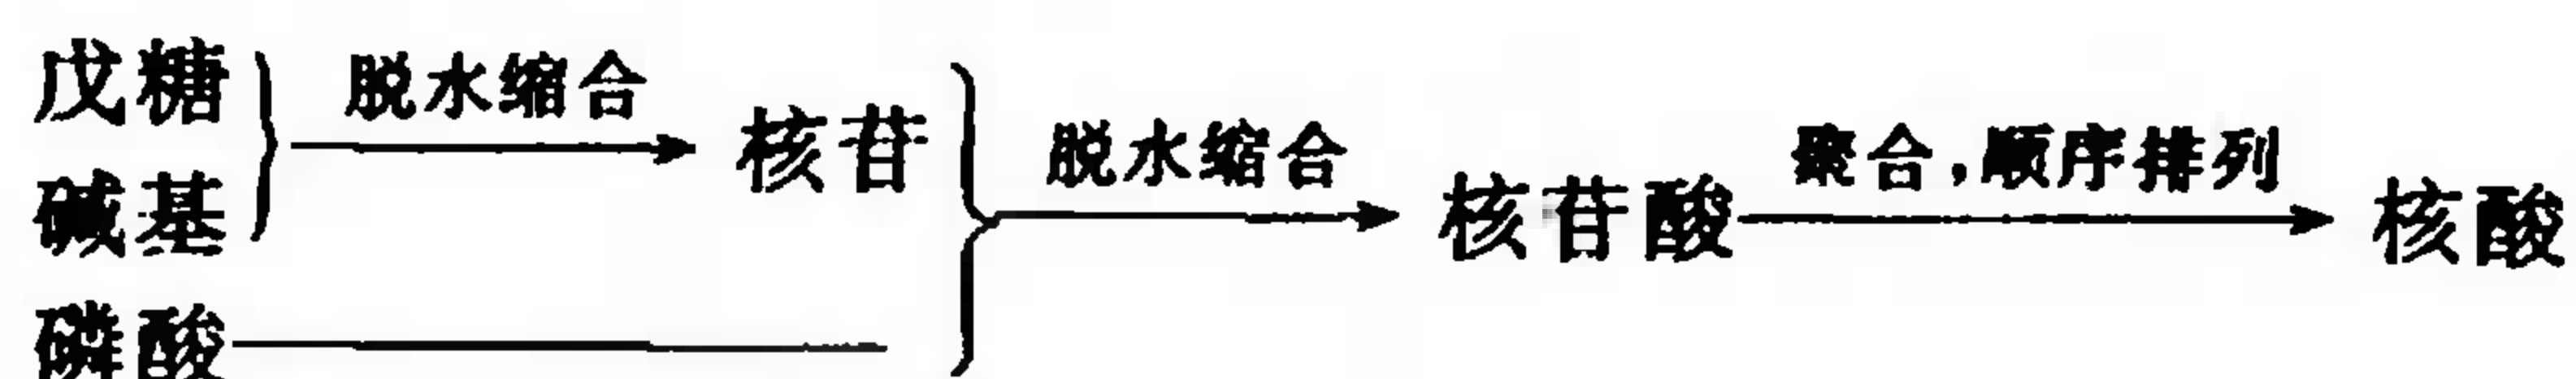 戊糖
脱水缩合
碱基
核苷
磷酸
脱水缩合
核苷酸
聚合,顺序排列
核酸